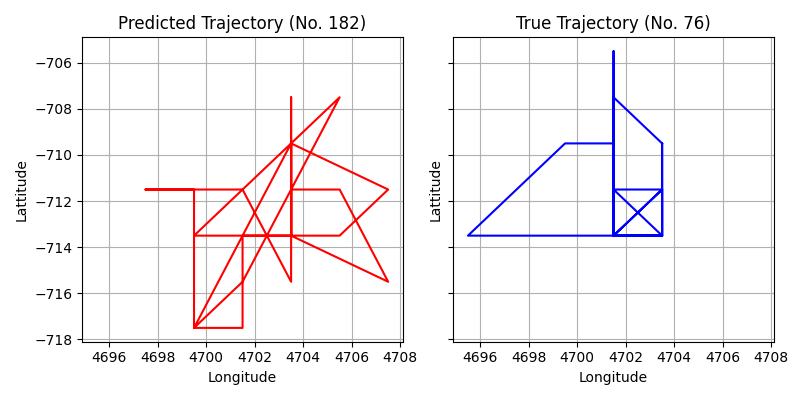 Predicted Trajectory (No. 182)
True Trajectory (No. 76)
Lattitude
−706
−708
−710
−712
−714
−716
−718
4696 4698 4700 4702 4704 4706 4708
Longitude
Lattitude
4696 4698 4700 4702 4704 4706 4708
Longitude